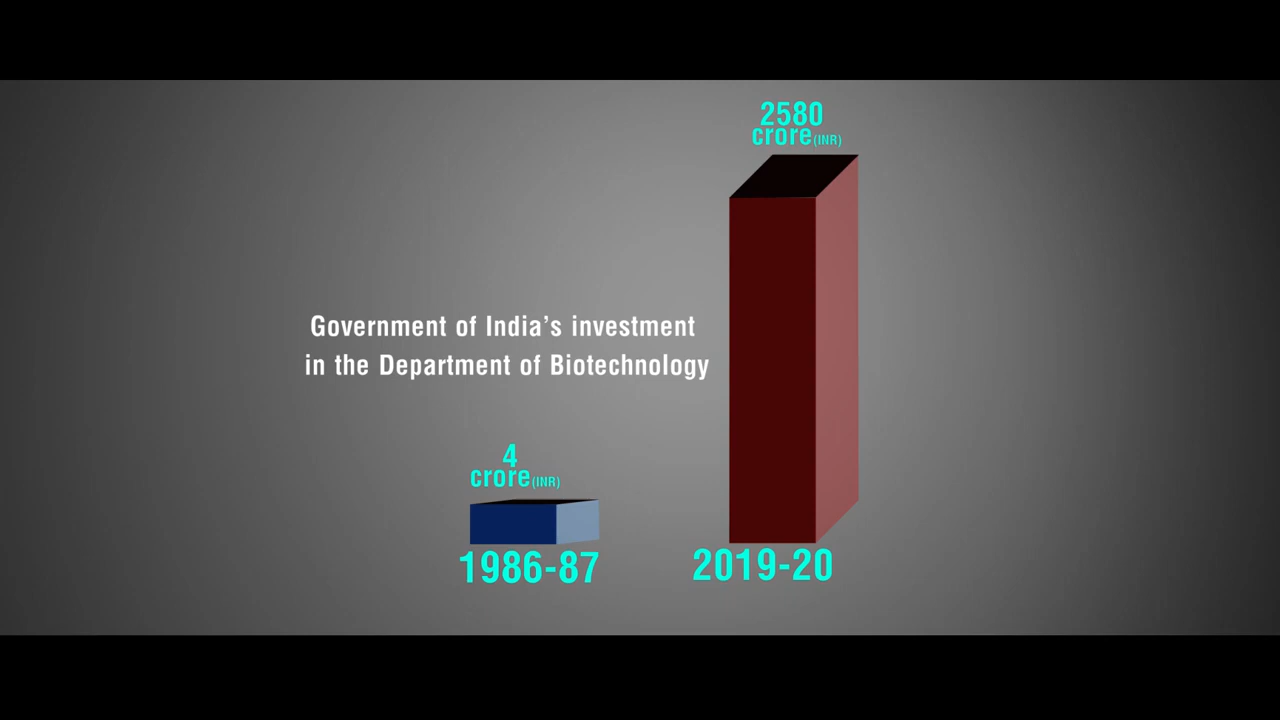 2580
crore(INR)
Government of India’s investment
in the Department of Biotechnology
4
crore(INR)
1986-87
2019-20